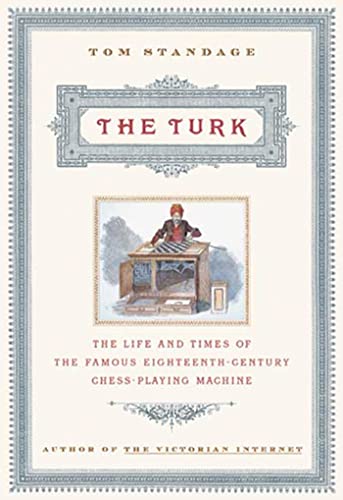 TOM STANDAGE
THE TURK
THE LIFE AND TIMES OF
THE FAMOUS EIGHTEENTH-CENTURY
CHESS-PLAYING MACHINE
AUTHOR OF THE VICTORIAN INTERNET